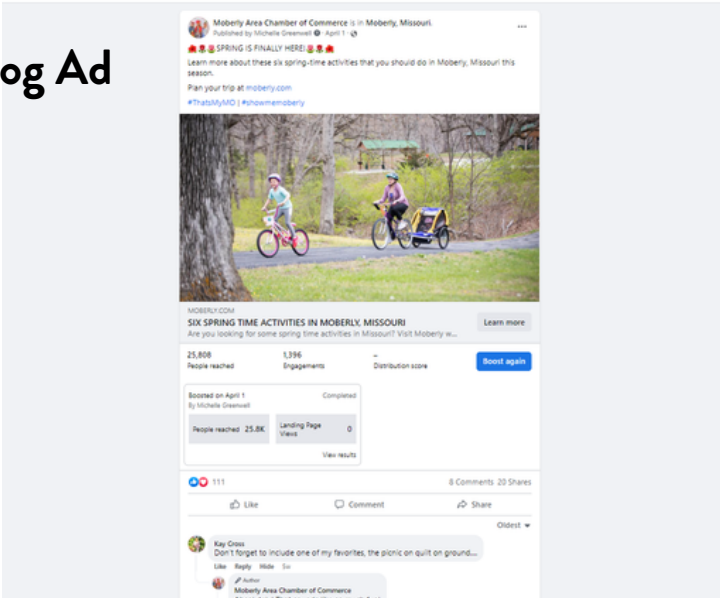 og Ad
Moberly Area Chamber of Commerce is in Moberly, Missouri.
Published by Michelle Greenwell · April 1 ·
SPRING IS FINALLY HERE!
Learn more about these six spring-time activities that you should do in Moberly, Missouri this
season.
Plan your trip at moberly.com
#ThatsMyMO | #showmemoberly
MOBERLY.COM
SIX SPRING TIME ACTIVITIES IN MOBERLY, MISSOURI
Are you looking for some spring time activities in Missouri? Visit Moberly w...
Learn more
25,808
People reached
1,396
Engagements
–
Distribution score
Boost again
Boosted on April 1
Completed
By Michelle Greenwell
People reached 25.8K
Landing Page
Views
0
View results
111
8 Comments 20 Shares
Like
Comment
Share
Oldest
Kay Gross
Don't forget to include one of my favorites, the picnic on quilt on ground....
Like Reply Hide 5w
Author
Moberly Area Chamber of Commerce